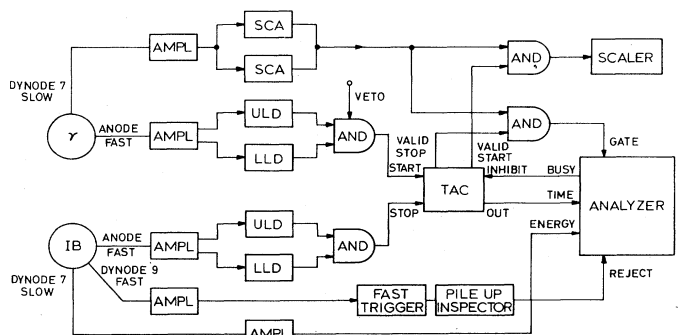 SCA
AMPL
SCA
AND
SCALER
DYNODE 7
SLOW
VETO
γ
ANODE
FAST
AMPL
ULD
LLD
AND
AND
VALID
STOP
VALID
START
GATE
START
INHIBIT
BUSY
TAC
TIME
ANALYZER
STOP
OUT
ENERGY
IB
ANODE
FAST
AMPL
ULD
LLD
AND
DYNODE 9
FAST
DYNODE 7
SLOW
AMPL
FAST
TRIGGER
PILE UP
INSPECTOR
REJECT
AMPL